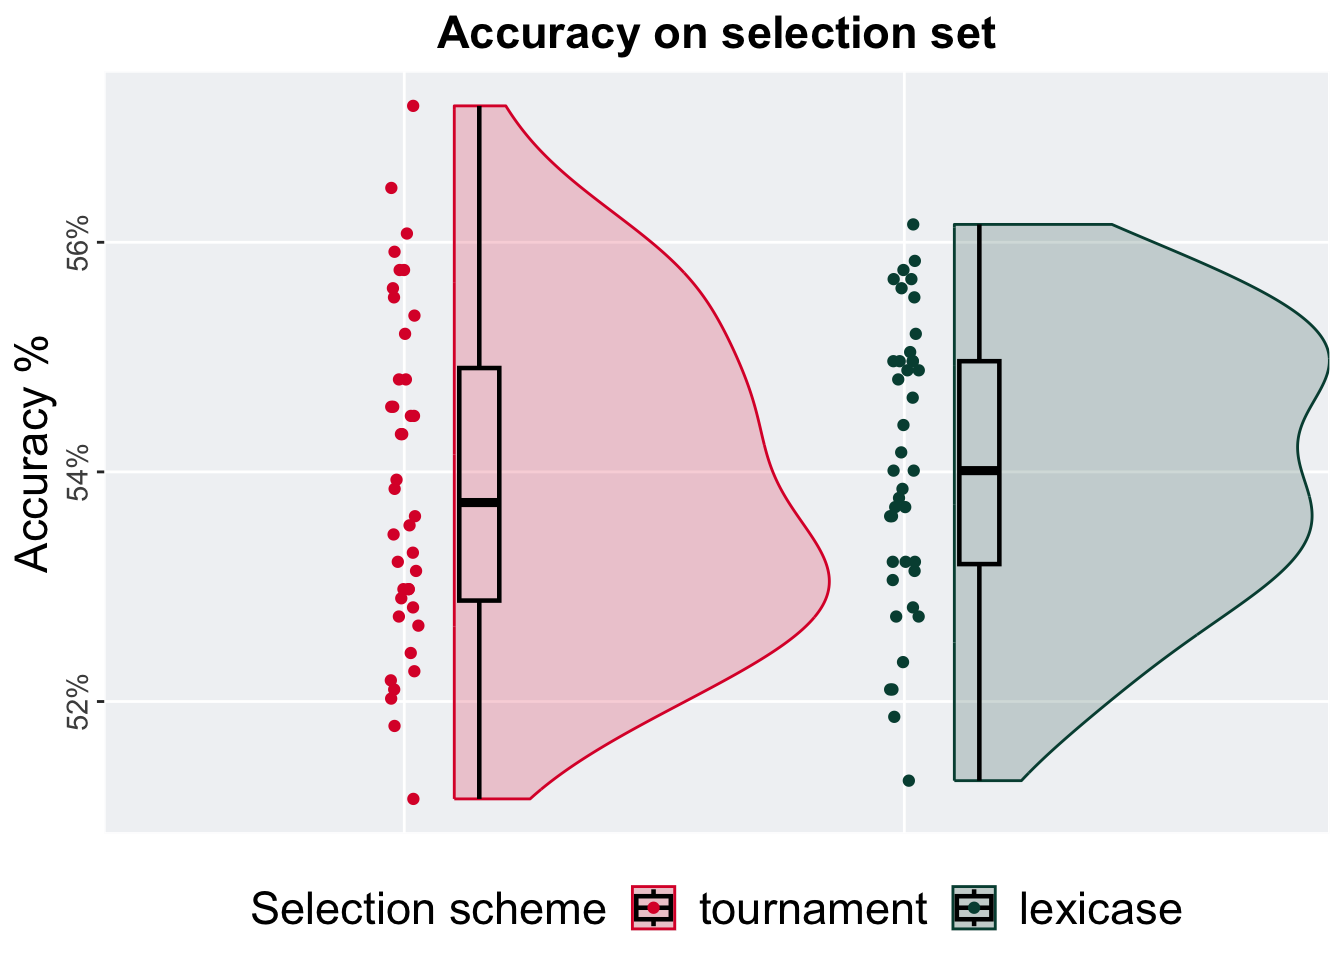 Accuracy on selection set
Accuracy %
56%
54%
52%
Selection scheme tournament lexicase